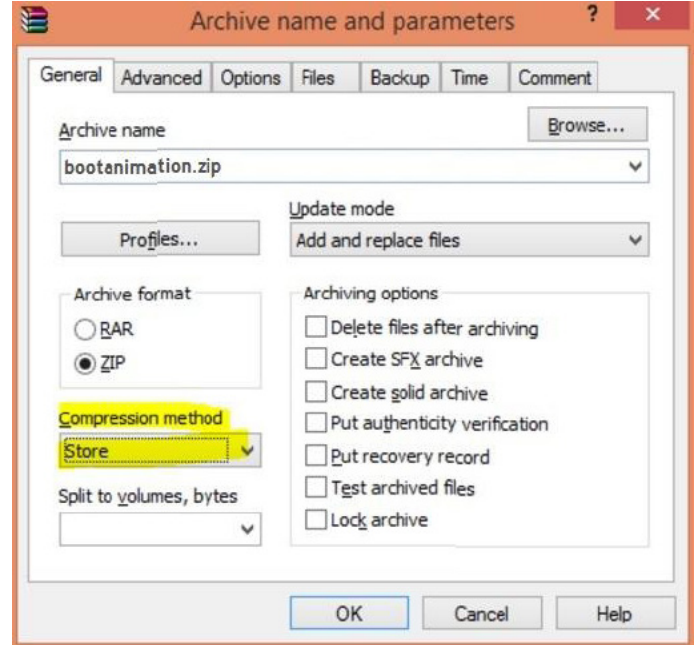 Archive name and parameters
?
General Advanced Options Files Backup Time Comment
Archive name
Browse...
bootanimation.zip
Profiles...
Update mode
Add and replace files
Archive format
RAR
ZIP
Compression method
Store
Split to volumes, bytes
Archiving options
Delete files after archiving
Create SFX archive
Create solid archive
Put authenticity verification
Put recovery record
Test archived files
Lock archive
OK Cancel Help